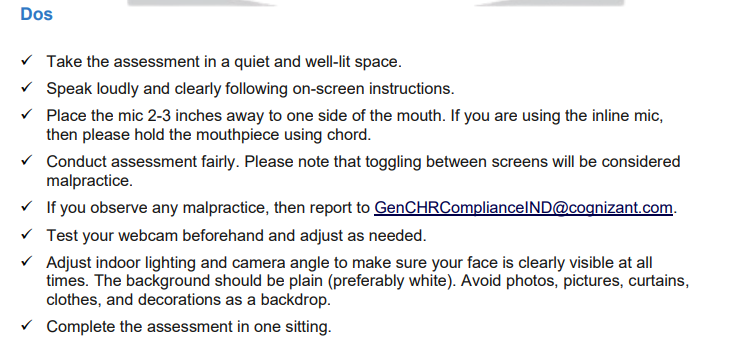 Dos
✓ Take the assessment in a quiet and well-lit space.
✓ Speak loudly and clearly following on-screen instructions.
✓ Place the mic 2-3 inches away to one side of the mouth. If you are using the inline mic,
then please hold the mouthpiece using chord.
✓ Conduct assessment fairly. Please note that toggling between screens will be considered
malpractice.
✓ If you observe any malpractice, then report to GenCHRComplianceIND@cognizant.com.
✓ Test your webcam beforehand and adjust as needed.
✓ Adjust indoor lighting and camera angle to make sure your face is clearly visible at all
times. The background should be plain (preferably white). Avoid photos, pictures, curtains,
clothes, and decorations as a backdrop.
✓ Complete the assessment in one sitting.